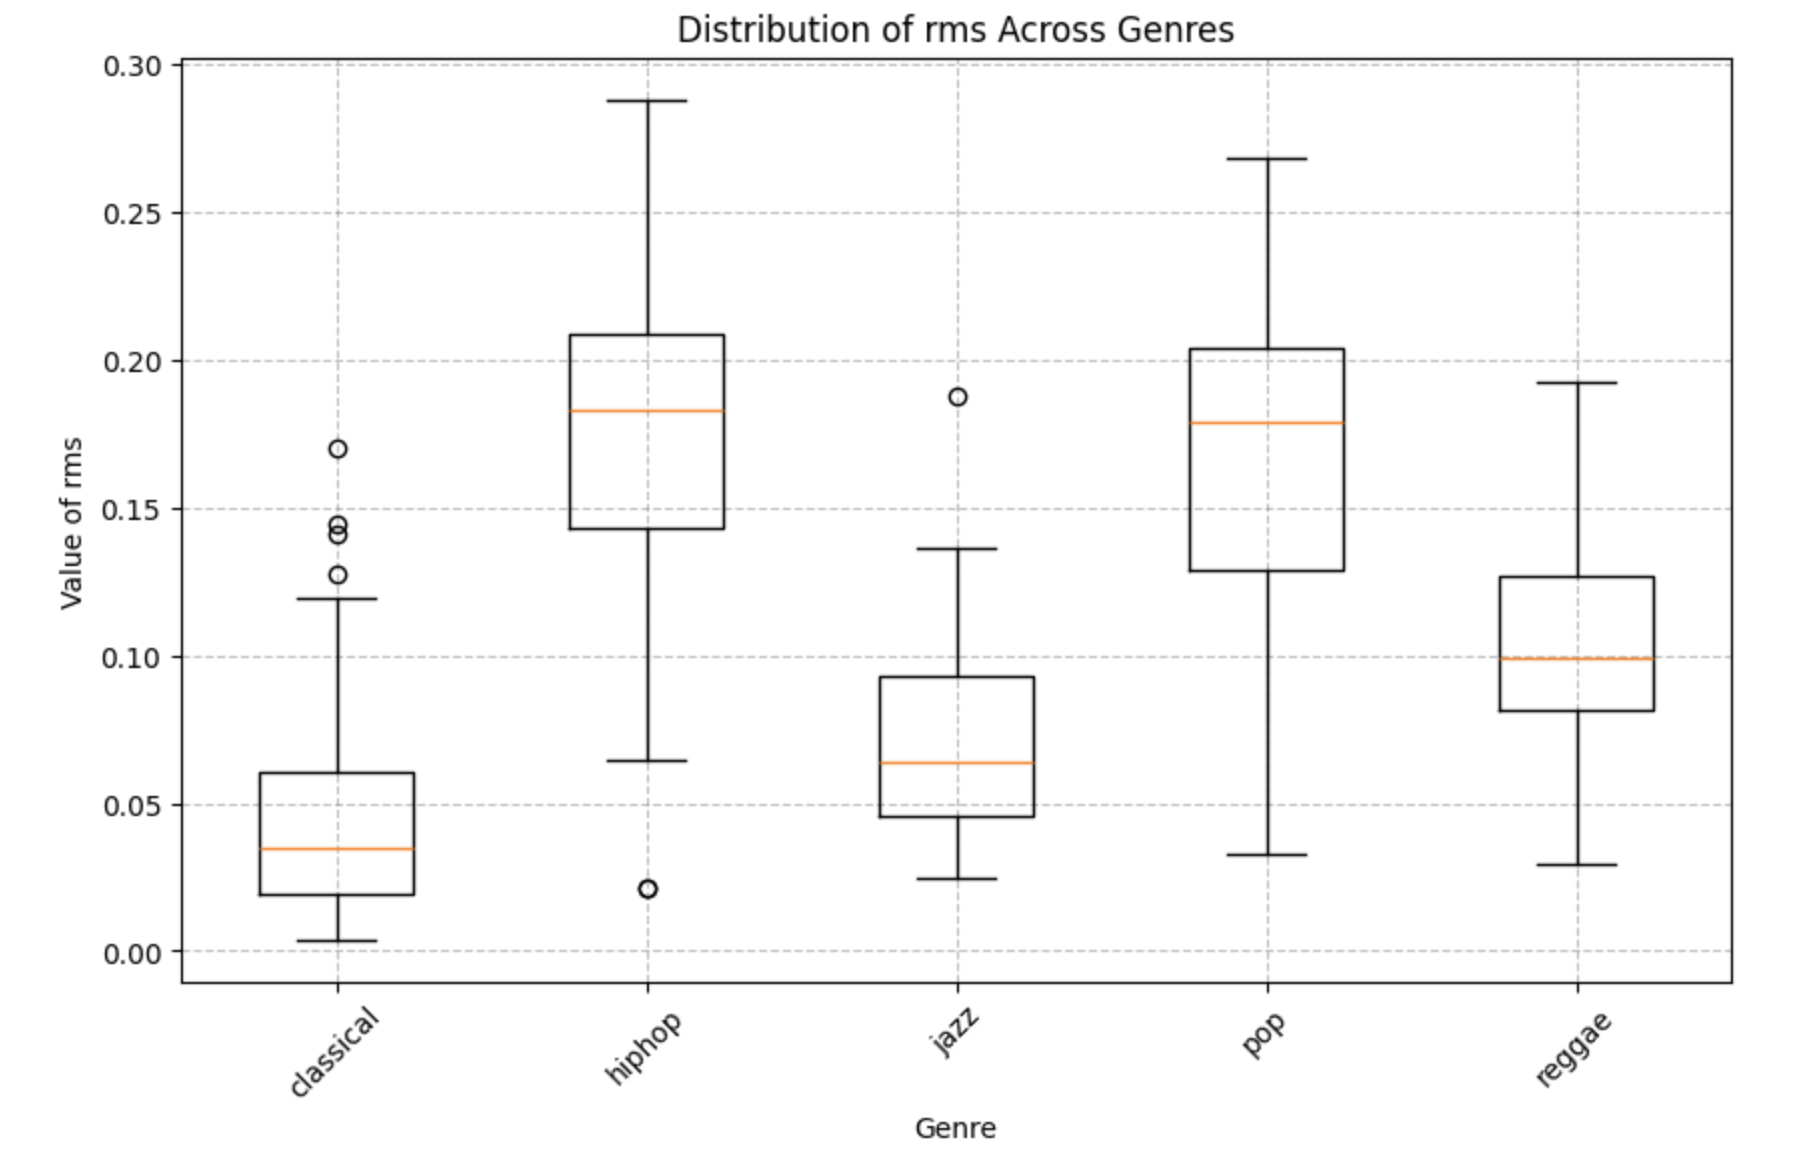 Distribution of rms Across Genres
Value of rms
0.30
0.25
0.20
0.15
0.10
0.05
0.00
classical
hiphop
jazz
pop
reggae
Genre